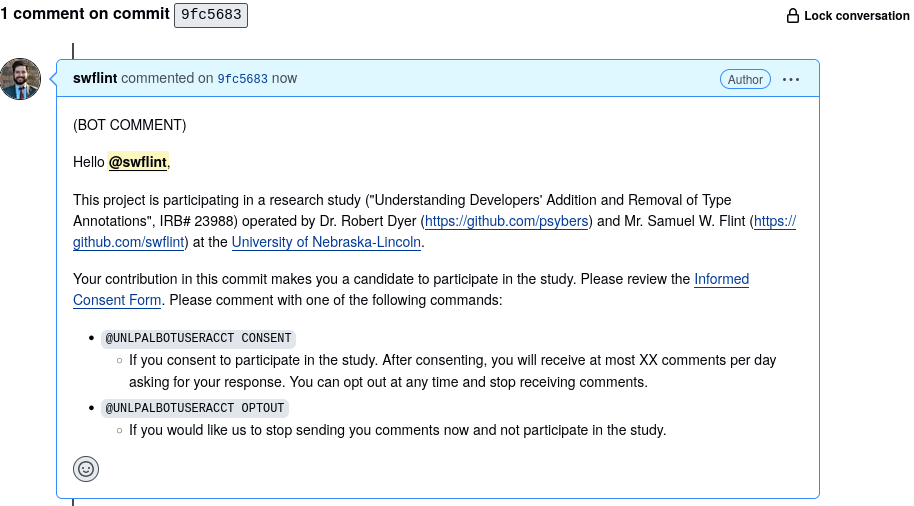 1 comment on commit 9fc5683
Lock conversation
swflint commented on 9fc5683 now
Author
(BOT COMMENT)
Hello @swflint,
This project is participating in a research study ("Understanding Developers' Addition and Removal of Type
Annotations", IRB# 23988) operated by Dr. Robert Dyer (https://github.com/psybers) and Mr. Samuel W. Flint (https://
github.com/swflint) at the University of Nebraska-Lincoln.
Your contribution in this commit makes you a candidate to participate in the study. Please review the Informed
Consent Form. Please comment with one of the following commands:
• @UNLPALBOTUSERACCT CONSENT
○ If you consent to participate in the study. After consenting, you will receive at most XX comments per day
asking for your response. You can opt out at any time and stop receiving comments.
• @UNLPALBOTUSERACCT OPTOUT
○ If you would like us to stop sending you comments now and not participate in the study.